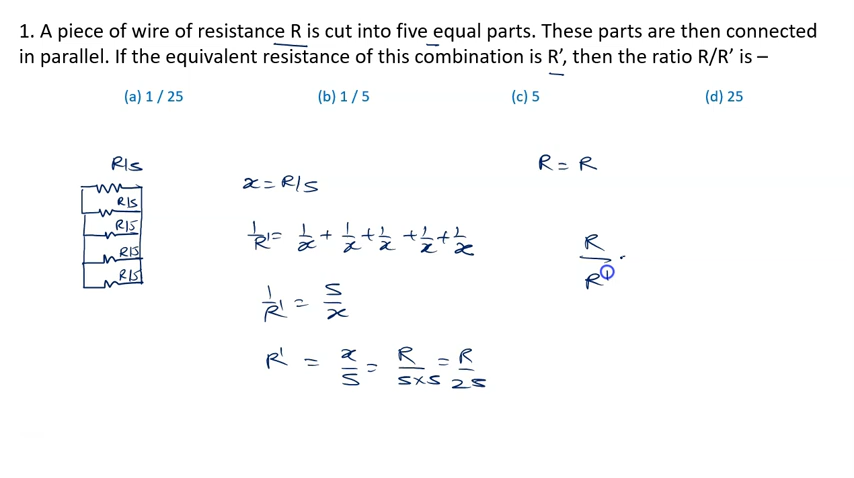 1. A piece of wire of resistance R is cut into five equal parts. These parts are then connected
in parallel. If the equivalent resistance of this combination is R’, then the ratio R/R’ is –
(a) 1 / 25 (b) 1 / 5 (c) 5 (d) 25
R/5
R/5
R/5
R/5
R/5
x = R/5
1/R' = 1/x + 1/x + 1/x + 1/x + 1/x
1/R' = 5/x
R' = x/5 = R/5×5 = R/25
R = R
R/R'